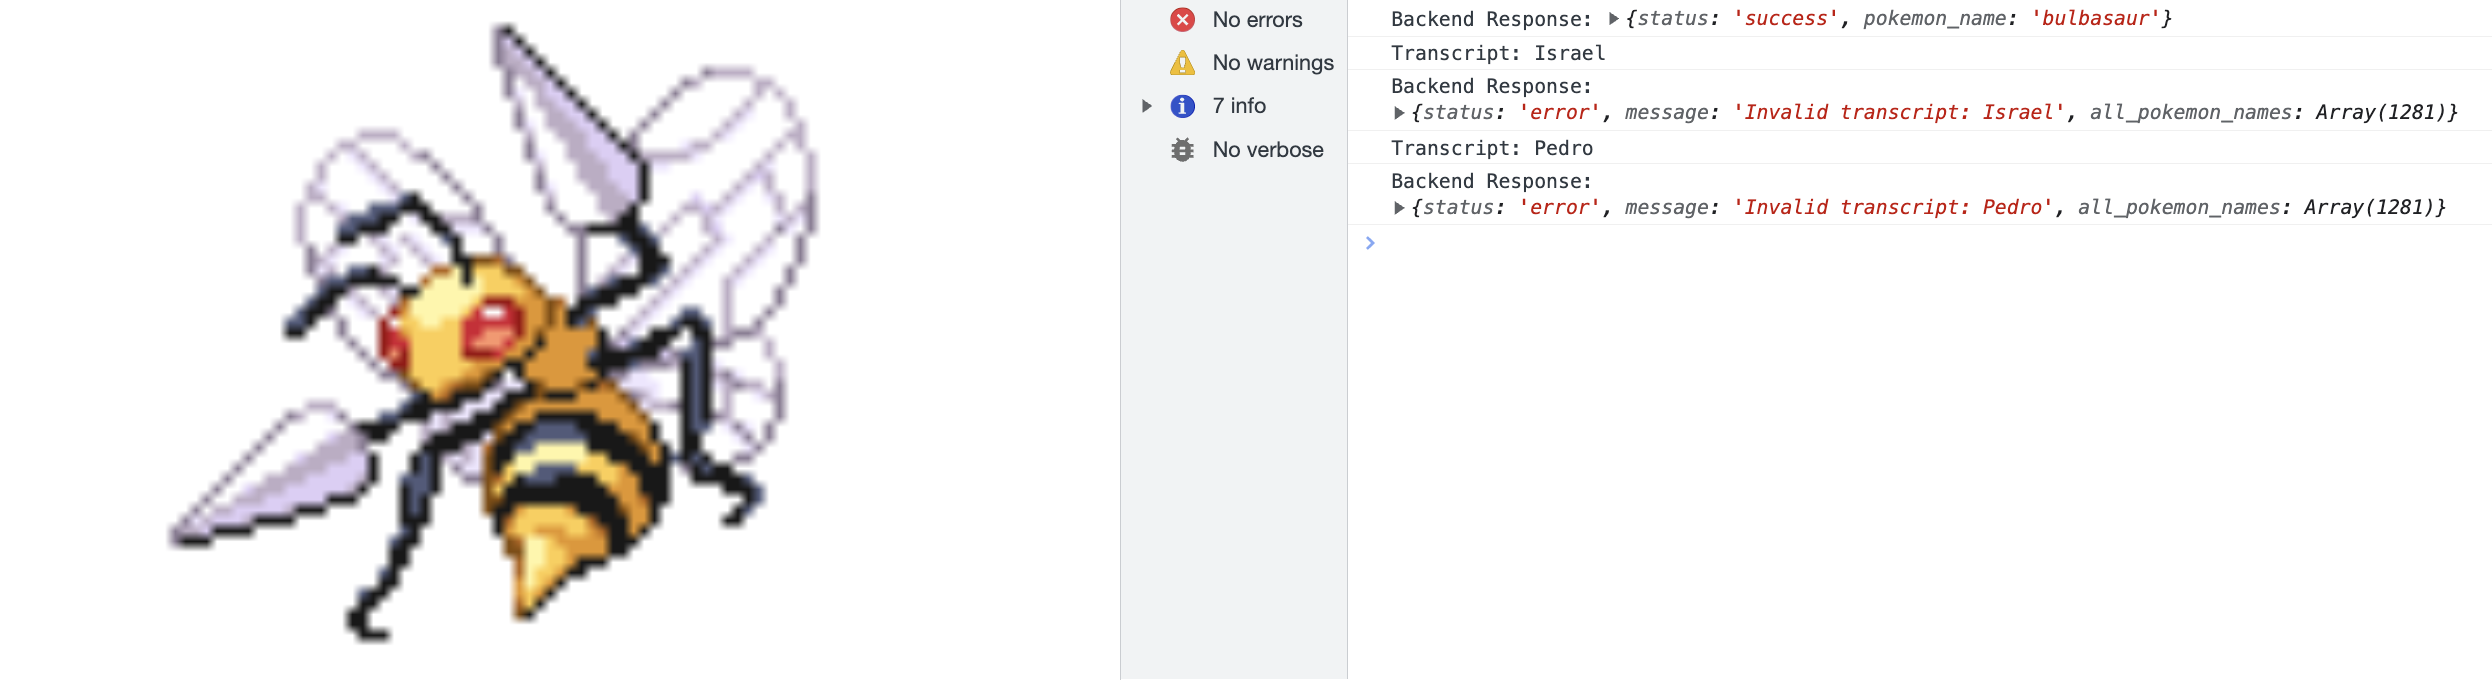 No errors
No warnings
7 info
No verbose
Backend Response: ▶{status: 'success', pokemon_name: 'bulbasaur'}
Transcript: Israel
Backend Response:
▶{status: 'error', message: 'Invalid transcript: Israel', all_pokemon_names: Array(1281)}
Transcript: Pedro
Backend Response:
▶{status: 'error', message: 'Invalid transcript: Pedro', all_pokemon_names: Array(1281)}